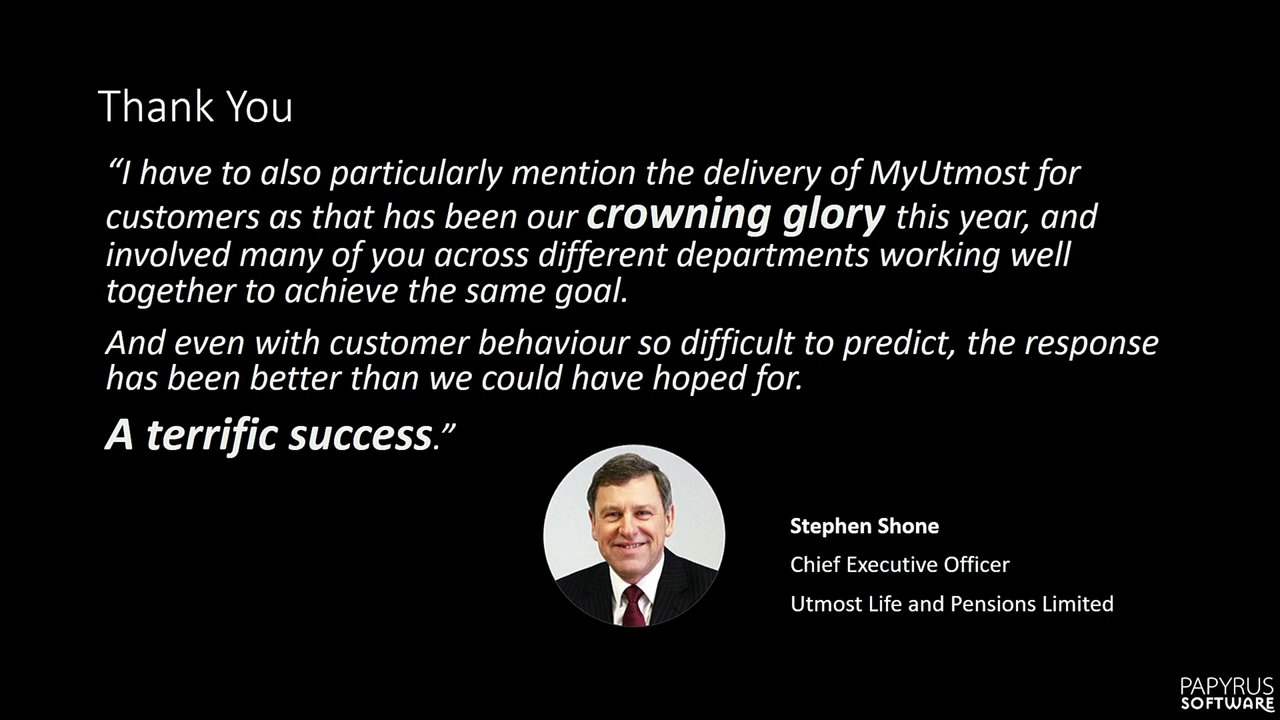 Thank You
“I have to also particularly mention the delivery of MyUtmost for
customers as that has been our crowning glory this year, and
involved many of you across different departments working well
together to achieve the same goal.
And even with customer behaviour so difficult to predict, the response
has been better than we could have hoped for.
A terrific success.”
Stephen Shone
Chief Executive Officer
Utmost Life and Pensions Limited
PAPYRUS
SOFTWARE